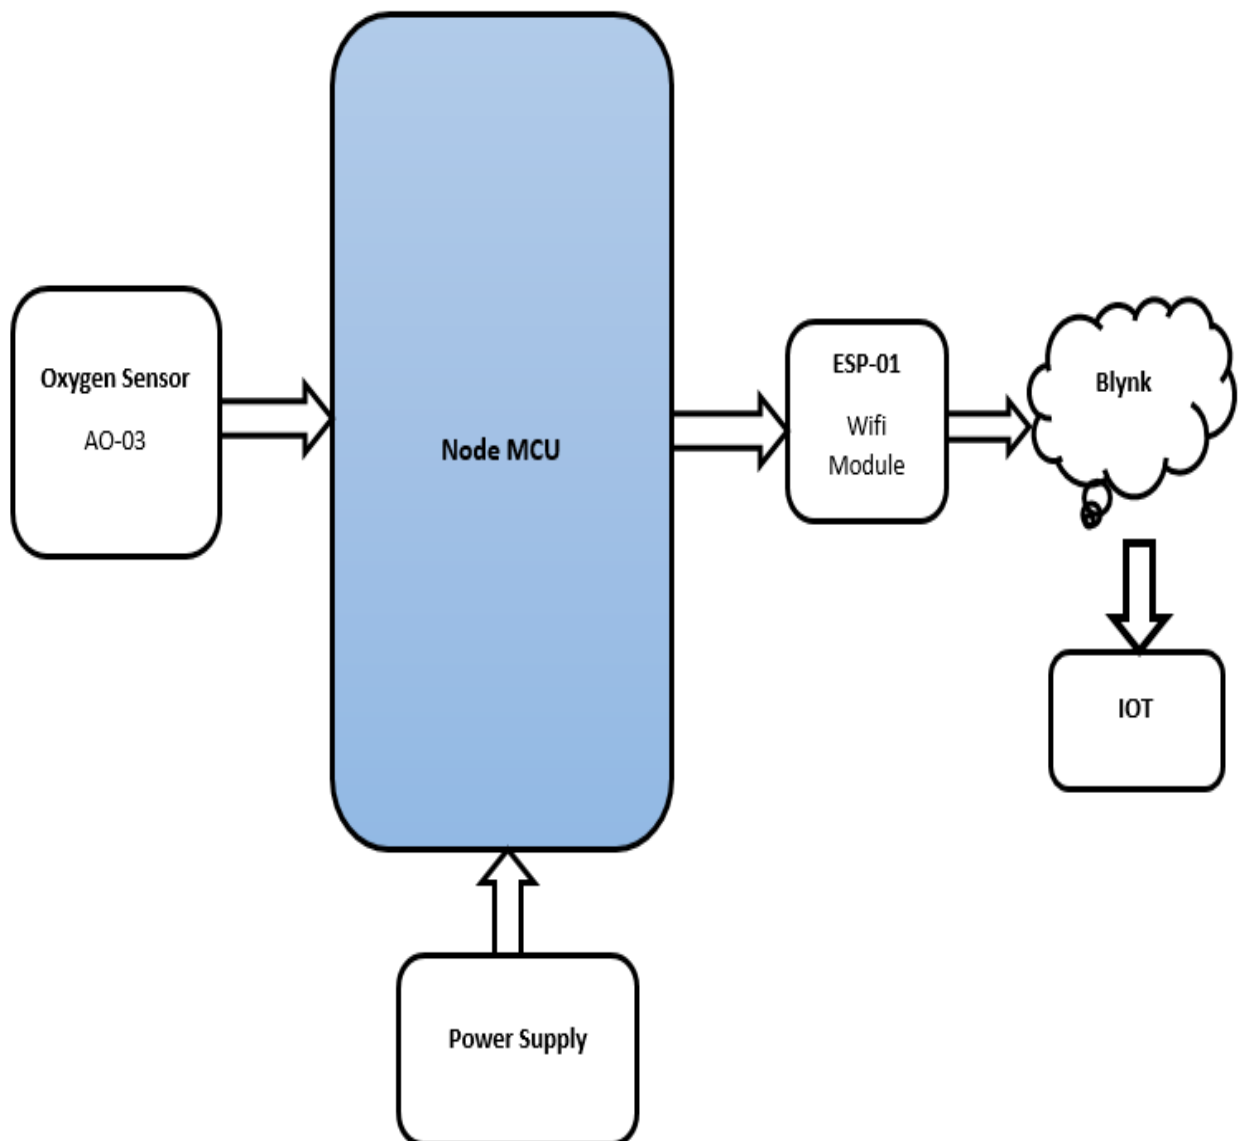 Oxygen Sensor
AO-03
Node MCU
ESP-01
Wifi
Module
Blynk
IOT
Power Supply